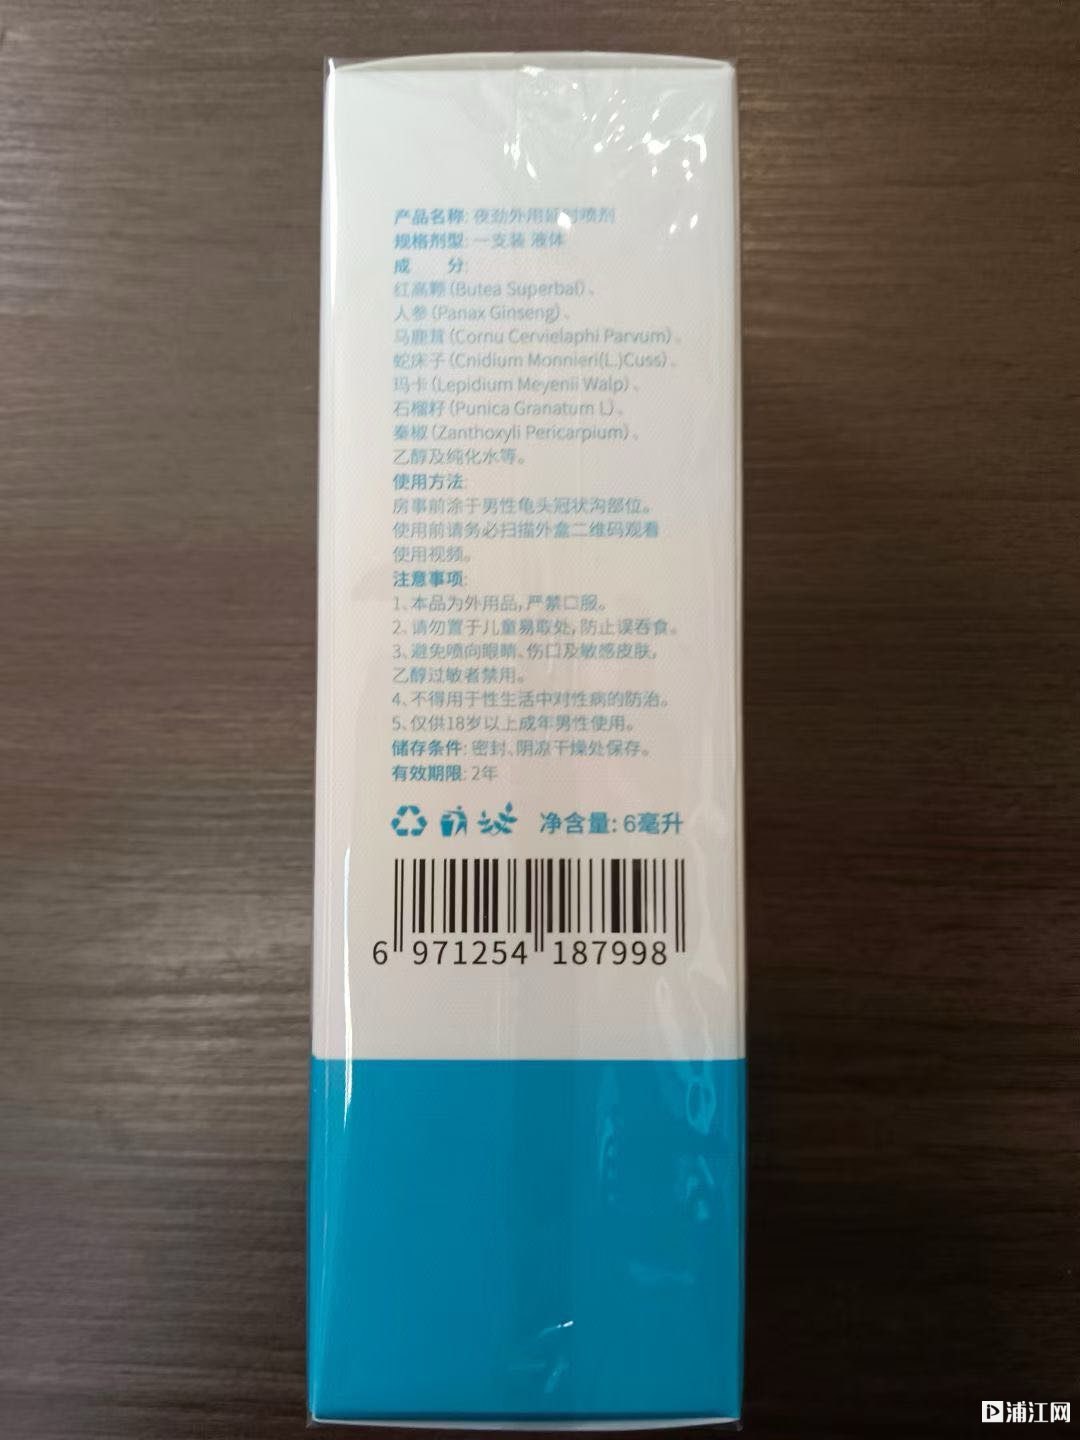 产品名称: 夜劲外用延时喷剂
规格剂型: 一支装 液体
成 分:
红高颗(Butea Superbal)、
人参(Panax Ginseng)、
马鹿茸(Cornu Cervielaphi Parvum)、
蛇床子(Cnidium Monnieri(L.)Cuss)、
玛卡(Lepidium Meyenii Walp)、
石榴籽(Punica Granatum L)、
秦椒(Zanthoxyli Pericarpium)、
乙醇及纯化水等。
使用方法:
房事前涂于男性龟头冠状沟部位。
使用前请务必扫描外盒二维码观看
使用视频。
注意事项:
1、本品为外用品,严禁口服。
2、请勿置于儿童易取处,防止误吞食。
3、避免喷向眼睛、伤口及敏感皮肤,
乙醇过敏者禁用。
4、不得用于性生活中对性病的防治。
5、仅供18岁以上成年男性使用。
储存条件: 密封、阴凉干燥处保存。
有效期限: 2年
净含量: 6毫升
6 971254 187998
浦江网